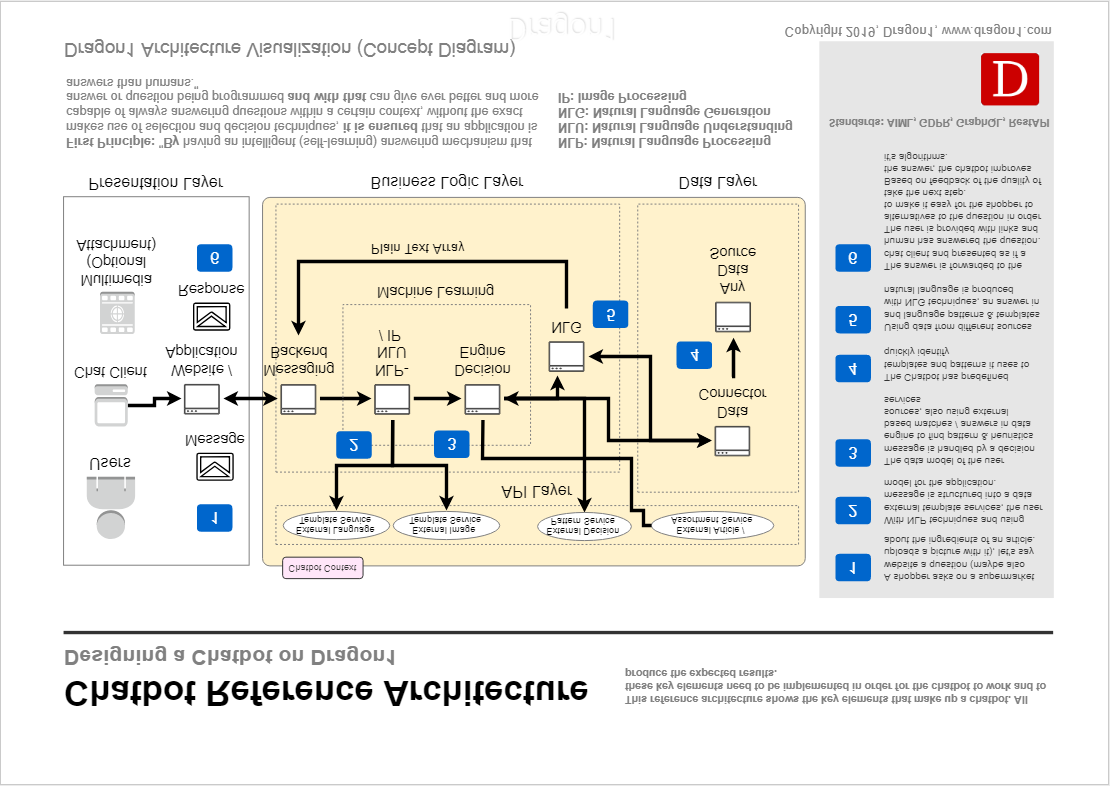 Chatbot Reference Architecture
Designing a Chatbot on Dragon1
This reference architecture shows the key elements that make up a chatbot. All
these key elements need to be implemented in order for the chatbot to work and to
produce the expected results.
Chatbot Context
1
Users
Message
Chat Client
Website /
Application
Response
6
Multimedia
(Optional
Attachment)
Presentation Layer
External Language
Template Service
External Image
Template Service
External Decision
Pattern Service
External Article /
Assortment Service
API Layer
2
3
Messaging
Backend
NLP-
NLU
/ IP
Decision
Engine
NLG
5
Machine Learning
Plain Text Array
Business Logic Layer
Data
Connector
4
Any
Data
Source
Data Layer
1
A shopper asks on a supermarket
website a question (maybe also
uploads a picture with it), let's say
about the ingredients of an article.
2
With NLP techniques and using
external template services, the user
message is structured into a data
model for the application.
3
The data model of the user
message is handled by a decision
engine to find pattern & heuristics
based matches / answers in data
sources, also using external
services
4
The Chatbot has predefined
templates and patterns it uses to
quickly identify
5
Using data from different sources
and language patterns & templates
with NLG techniques, an answer in
natural language is produced
6
The answer is forwarded to the
chat client and presented as if a
human has answered the question.
The user is provided with links and
alternatives to the question in order
to make it easy for the shopper to
take the next step.
Based on feedback of the quality of
the answer, the chatbot improves
it's algorithms.
Standards: AIML, GDPR, GraphQL, RestAPI
D
First Principle: "By having an intelligent (self-learning) answering mechanism that
makes use of selection and decision techniques, it is ensured that an application is
capable of always answering questions within a certain context, without the exact
answer or question being programmed and with that can give ever better and more
answers than humans."
NLP: Natural Language Processing
NLU: Natural Language Understanding
NLG: Natural Language Generation
IP: Image Processing
Dragon1 Architecture Visualization (Concept Diagram)
Dragon1
Copyright 2019, Dragon1, www.dragon1.com